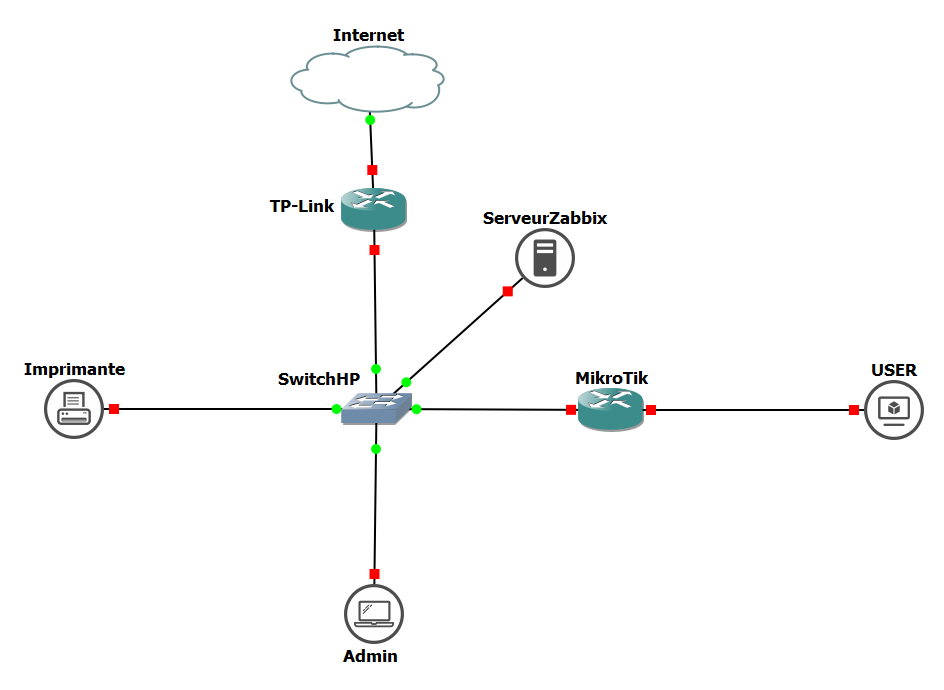 Internet
TP-Link
ServeurZabbix
Imprimante
SwitchHP
MikroTik
USER
Admin